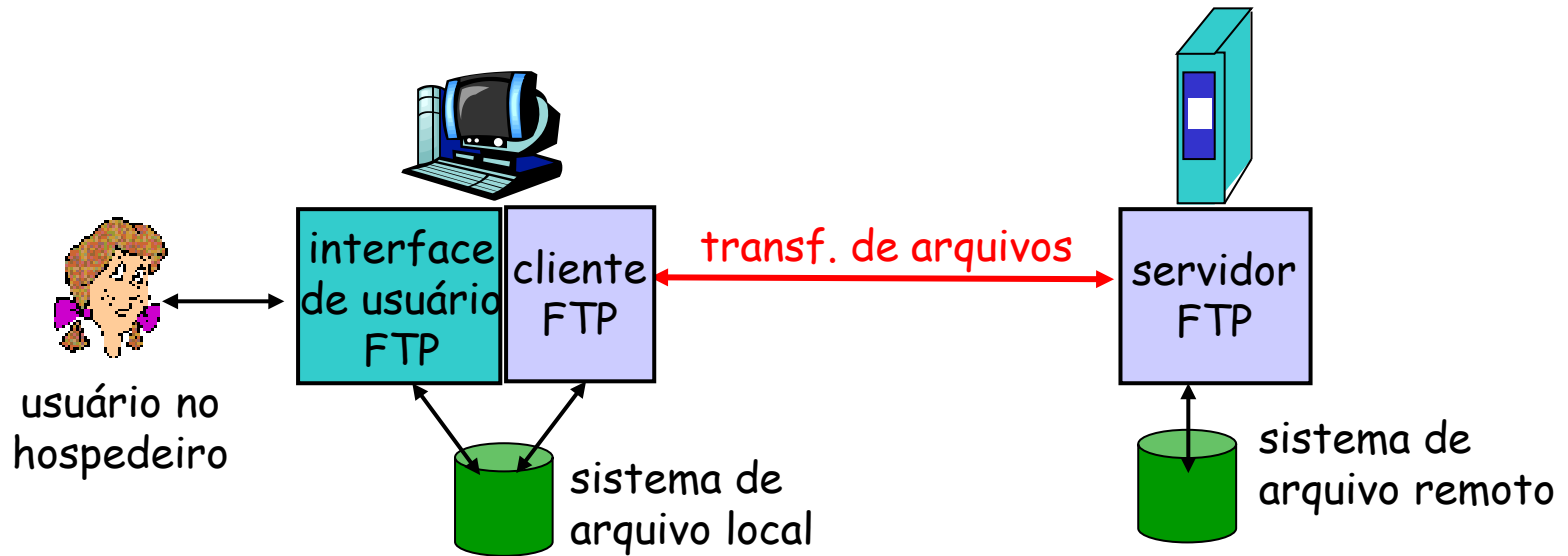 interface
de usuário
FTP
cliente
FTP
transf. de arquivos
servidor
FTP
usuário no
hospedeiro
sistema de
arquivo local
sistema de
arquivo remoto